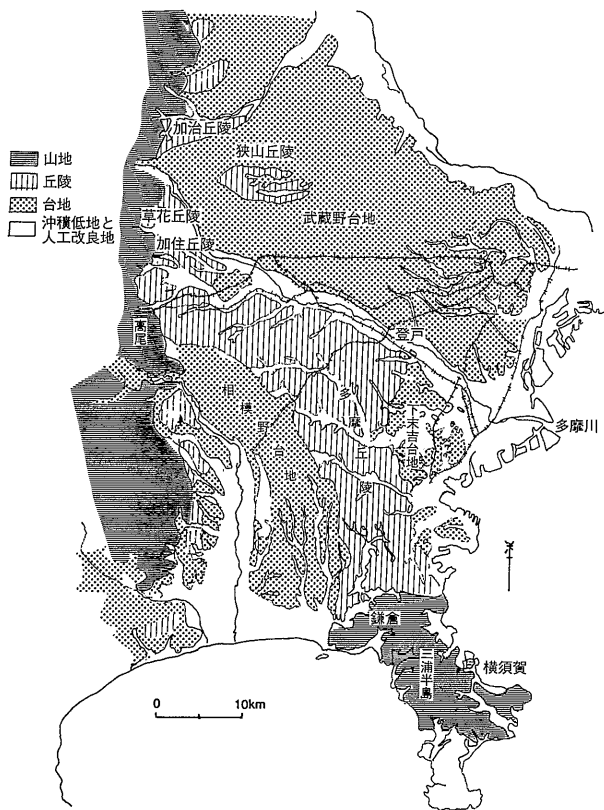 山地
丘陵
台地
沖積低地と
人工改良地
加治丘陵
狭山丘陵
武蔵野台地
草花丘陵
加住丘陵
高尾
登戸
相模野台地
多摩丘陵
下末吉台地
多摩川
鎌倉
三浦半島
横須賀
0 10km